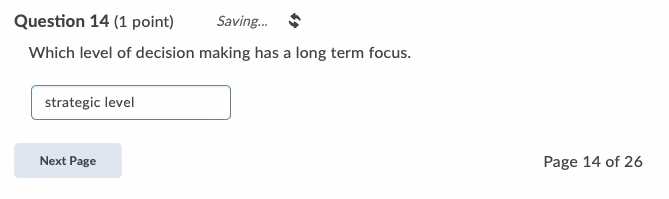 Question 14 (1 point) Saving...
Which level of decision making has a long term focus.
strategic level
Next Page
Page 14 of 26